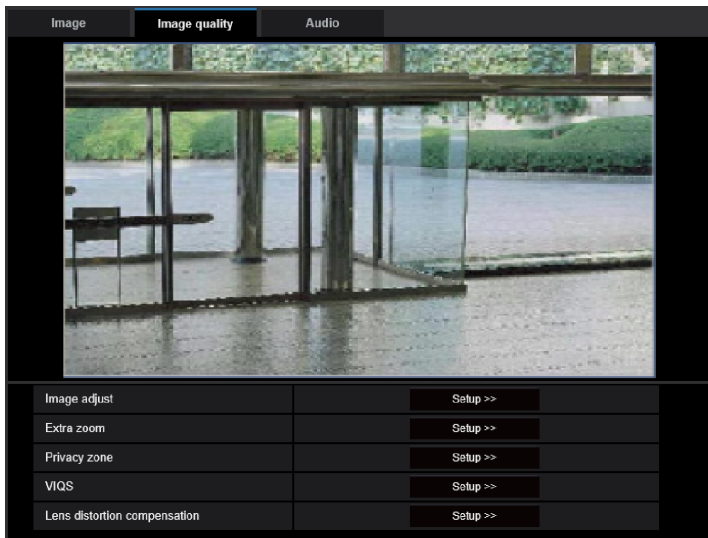 Image Image quality Audio
Image adjust Setup >>
Extra zoom Setup >>
Privacy zone Setup >>
VIQS Setup >>
Lens distortion compensation Setup >>